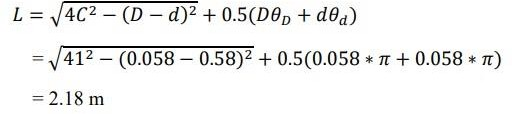 L = √4C² − (D − d)² + 0.5(Dθ_D + dθ_d)
= √41² − (0.058 − 0.58)² + 0.5(0.058 * π + 0.058 * π)
= 2.18 m